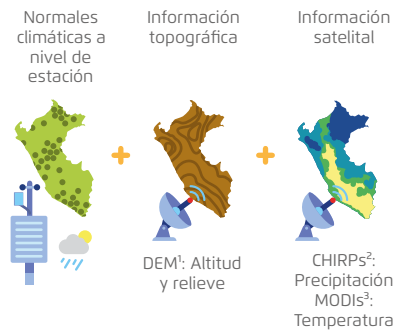 Normales
climáticas a
nivel de
estación
Información
topográfica
Información
satelital
DEM¹: Altitud
y relieve
CHIRPs²:
Precipitación
MODIs³:
Temperatura